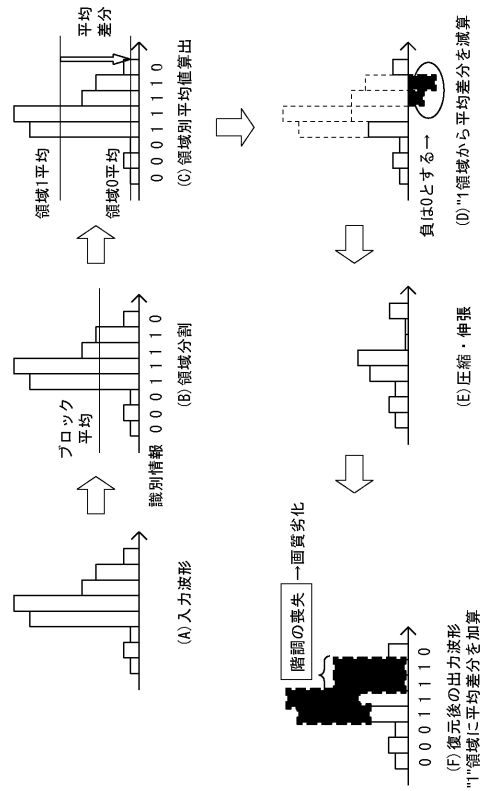 (A)入力波形
ブロック
平均
識別情報
0 0 0 1 1 1 1 0
(B)領域分割
領域1平均
領域0平均
平均
差分
0 0 0 1 1 1 1 0
(C)領域別平均値算出
負は0とする→
(D)"1領域から平均差分を減算
(E)圧縮・伸張
階調の喪失
→画質劣化
0 0 0 1 1 1 1 0
(F)復元後の出力波形
"1"領域に平均差分を加算